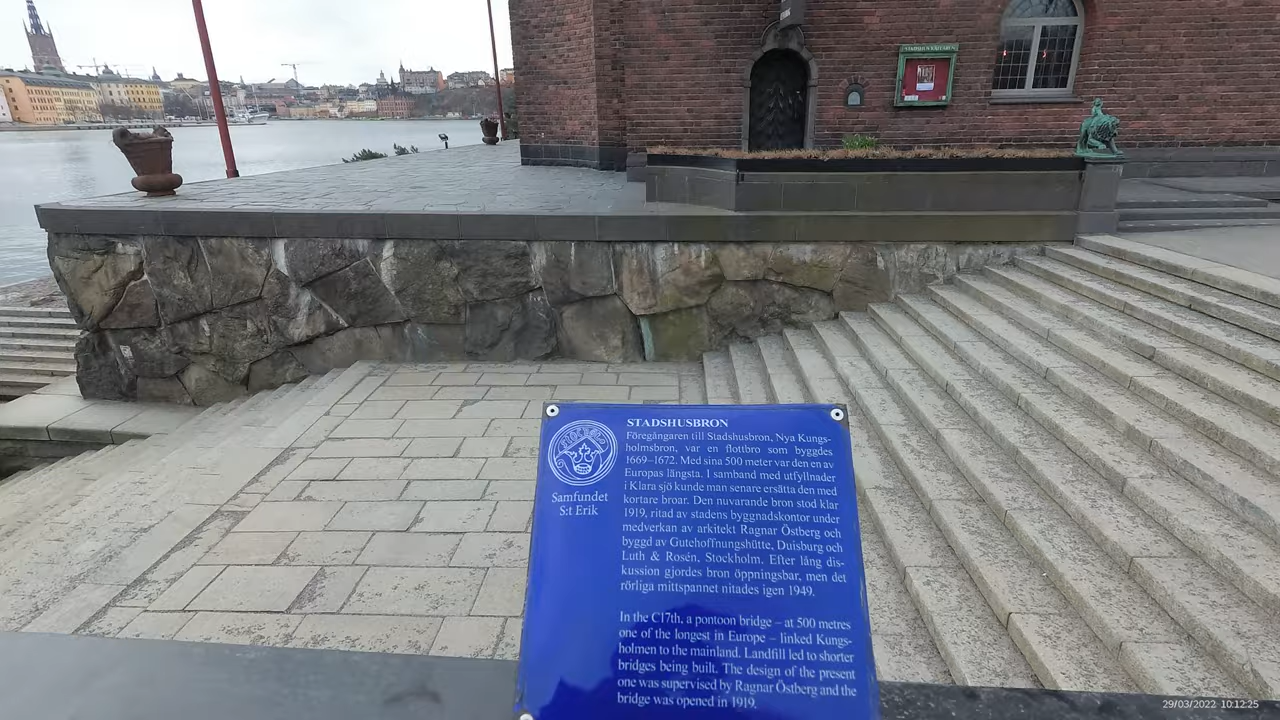 STADSHUSKÄLLAREN
STADSHUSBRON
Föregångaren till Stadshusbron, Nya Kungs-
holmsbron, var en flottbro som byggdes
1669–1672. Med sina 500 meter var den en av
Europas längsta. I samband med utfyllnader
i Klara sjö kunde man senare ersätta den med
kortare broar. Den nuvarande bron stod klar
1919, ritad av stadens byggnadskontor under
medverkan av arkitekt Ragnar Östberg och
byggd av Gutehoffnungshütte, Duisburg och
Luth & Rosén, Stockholm. Efter lång dis-
kussion gjordes bron öppningsbar, men det
rörliga mittspannet nitades igen 1949.
Samfundet
S:t Erik
In the C17th, a pontoon bridge – at 500 metres
one of the longest in Europe – linked Kungs-
holmen to the mainland. Landfill led to shorter
bridges being built. The design of the present
one was supervised by Ragnar Östberg and the
bridge was opened in 1919.
29/03/2022 10:12:25